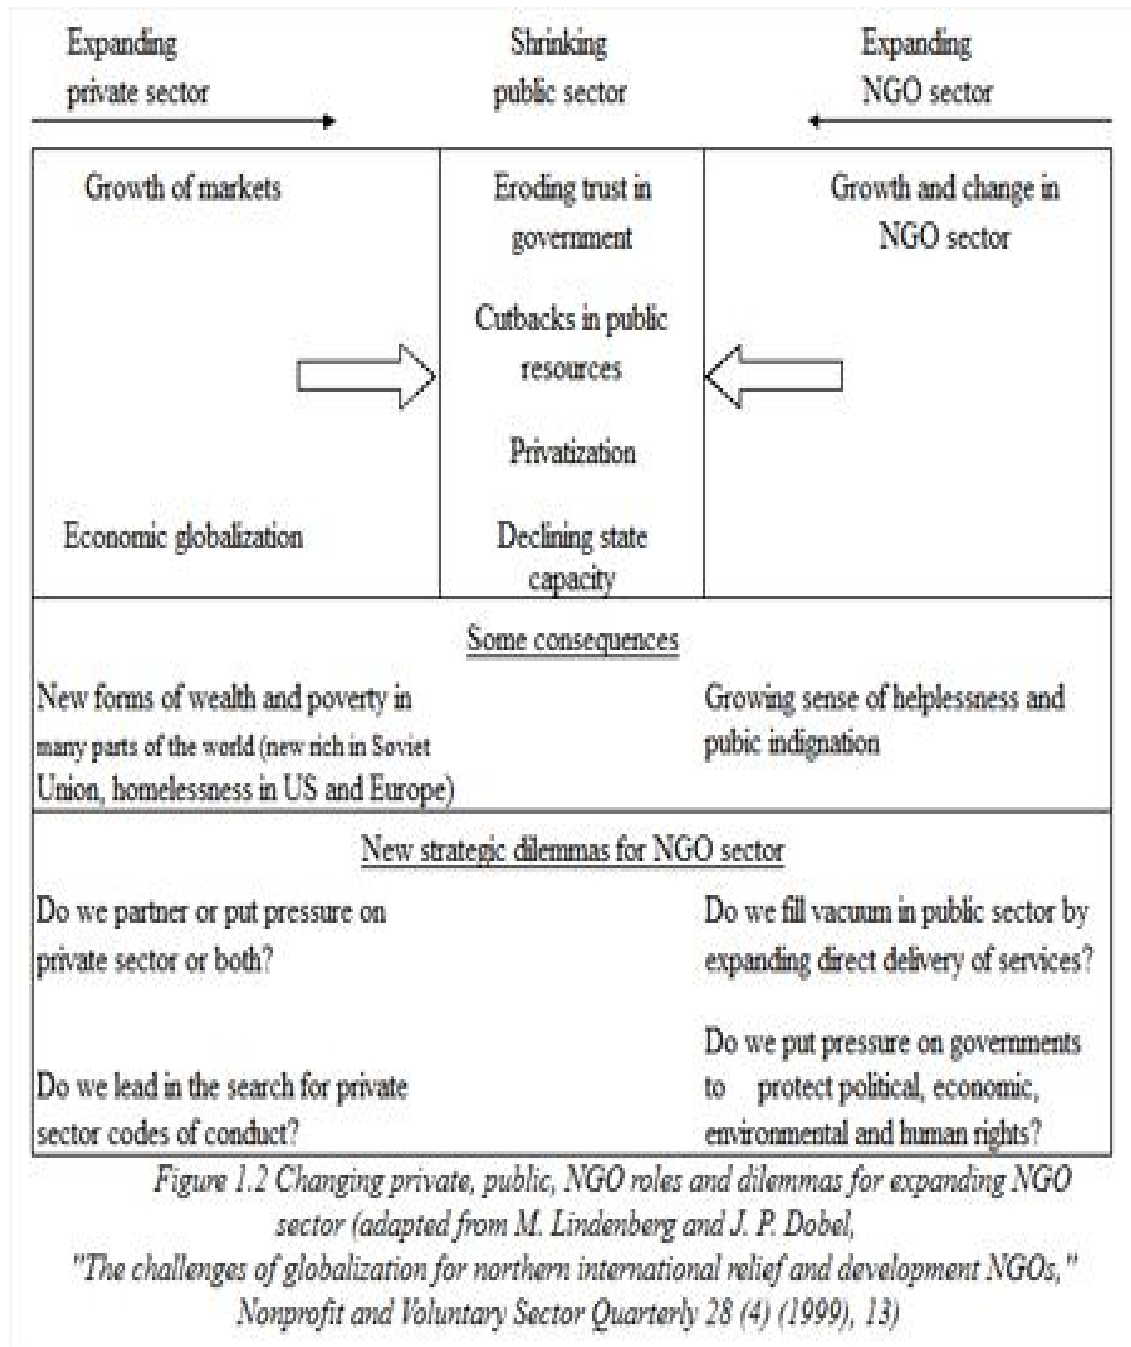 Expanding
private sector
Shrinking
public sector
Expanding
NGO sector
Growth of markets
Economic globalization
Eroding trust in
government
Cutbacks in public
resources
Privatization
Declining state
capacity
Growth and change in
NGO sector
Some consequences
New forms of wealth and poverty in
many parts of the world (new rich in Soviet
Union, homelessness in US and Europe)
Growing sense of helplessness and
pubic indignation
New strategic dilemmas for NGO sector
Do we partner or put pressure on
private sector or both?
Do we lead in the search for private
sector codes of conduct?
Do we fill vacuum in public sector by
expanding direct delivery of services?
Do we put pressure on governments
to protect political, economic,
environmental and human rights?
Figure 1.2 Changing private, public, NGO roles and dilemmas for expanding NGO
sector (adapted from M. Lindenberg and J. P. Dobel,
"The challenges of globalization for northern international relief and development NGOs,"
Nonprofit and Voluntary Sector Quarterly 28 (4) (1999), 13)